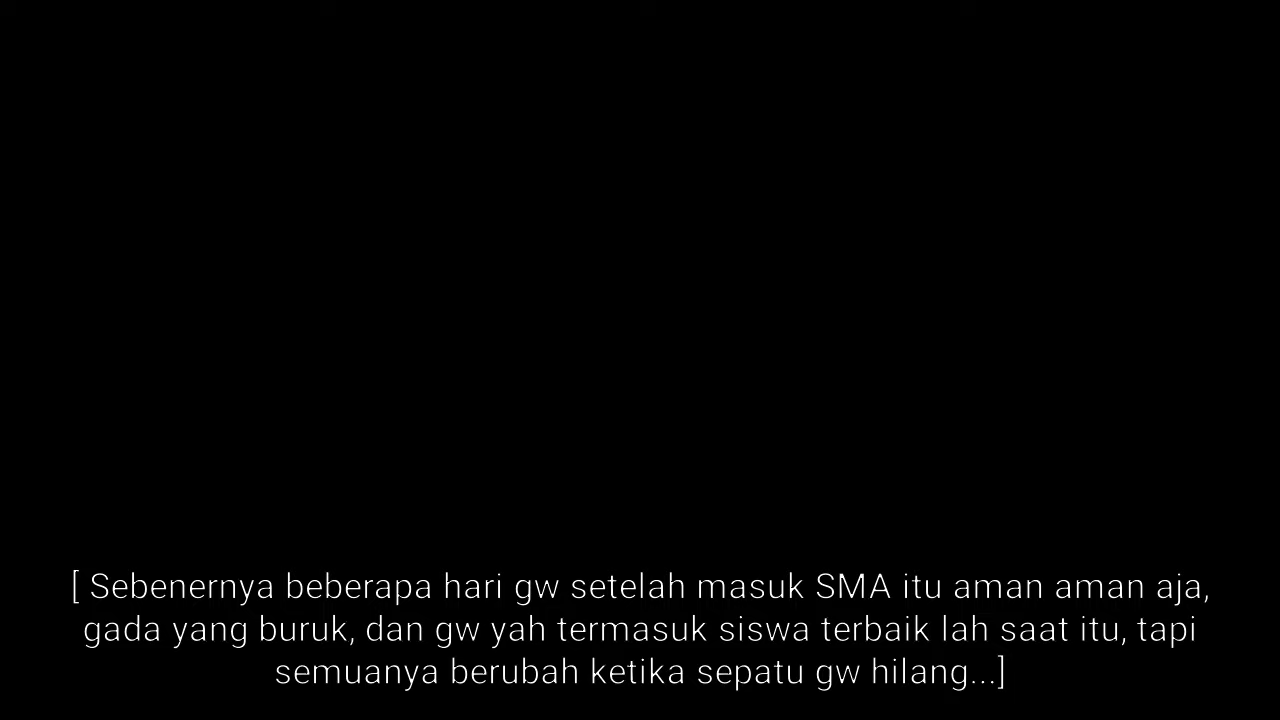 [ Sebenernya beberapa hari gw setelah masuk SMA itu aman aman aja,
gada yang buruk, dan gw yah termasuk siswa terbaik lah saat itu, tapi
semuanya berubah ketika sepatu gw hilang...]